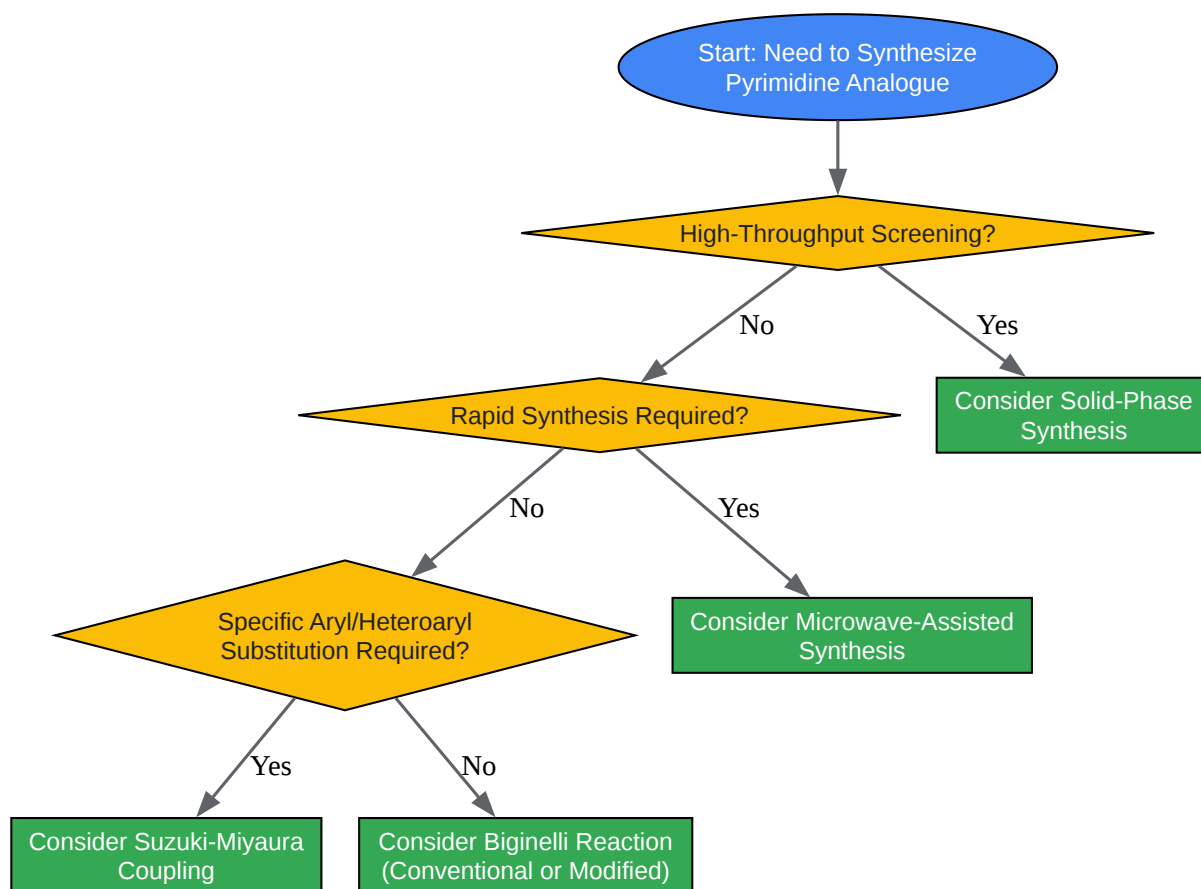 Start: Need to Synthesize
Pyrimidine Analogue
High-Throughput Screening?
No
Yes
Rapid Synthesis Required?
Consider Solid-Phase
Synthesis
No
Yes
Specific Aryl/Heteroaryl
Substitution Required?
Consider Microwave-Assisted
Synthesis
Yes
No
Consider Suzuki-Miyaura
Coupling
Consider Biginelli Reaction
(Conventional or Modified)